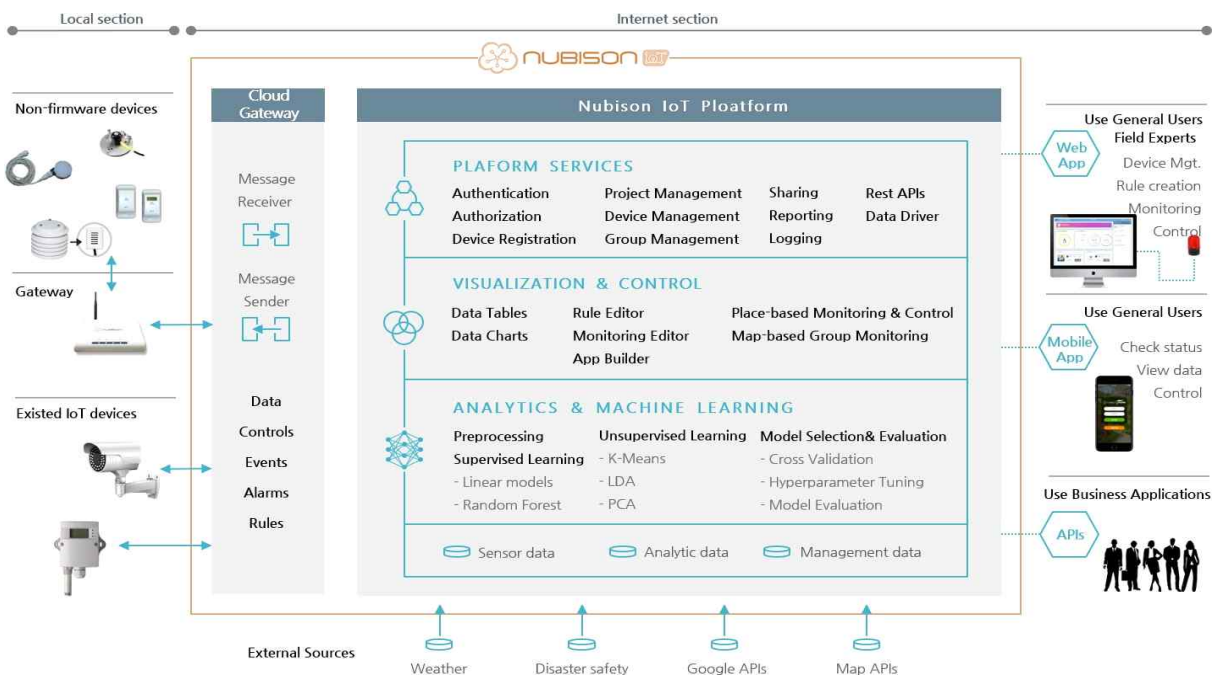 Local section
Internet section
NUBISON IoT
Non-firmware devices
Gateway
Existed IoT devices
Cloud
Gateway
Message
Receiver
Message
Sender
Data
Controls
Events
Alarms
Rules
Nubison IoT Ploatform
PLAFORM SERVICES
Authentication Project Management Sharing Rest APIs
Authorization Device Management Reporting Data Driver
Device Registration Group Management Logging
VISUALIZATION & CONTROL
Data Tables Rule Editor Place-based Monitoring & Control
Data Charts Monitoring Editor Map-based Group Monitoring
App Builder
ANALYTICS & MACHINE LEARNING
Preprocessing Unsupervised Learning Model Selection& Evaluation
Supervised Learning - K-Means - Cross Validation
- Linear models - LDA - Hyperparameter Tuning
- Random Forest - PCA - Model Evaluation
Sensor data Analytic data Management data
Use General Users
Field Experts
Web
App
Device Mgt.
Rule creation
Monitoring
Control
Use General Users
Mobile
App
Check status
View data
Control
Use Business Applications
APIs
External Sources
Weather Disaster safety Google APIs Map APIs